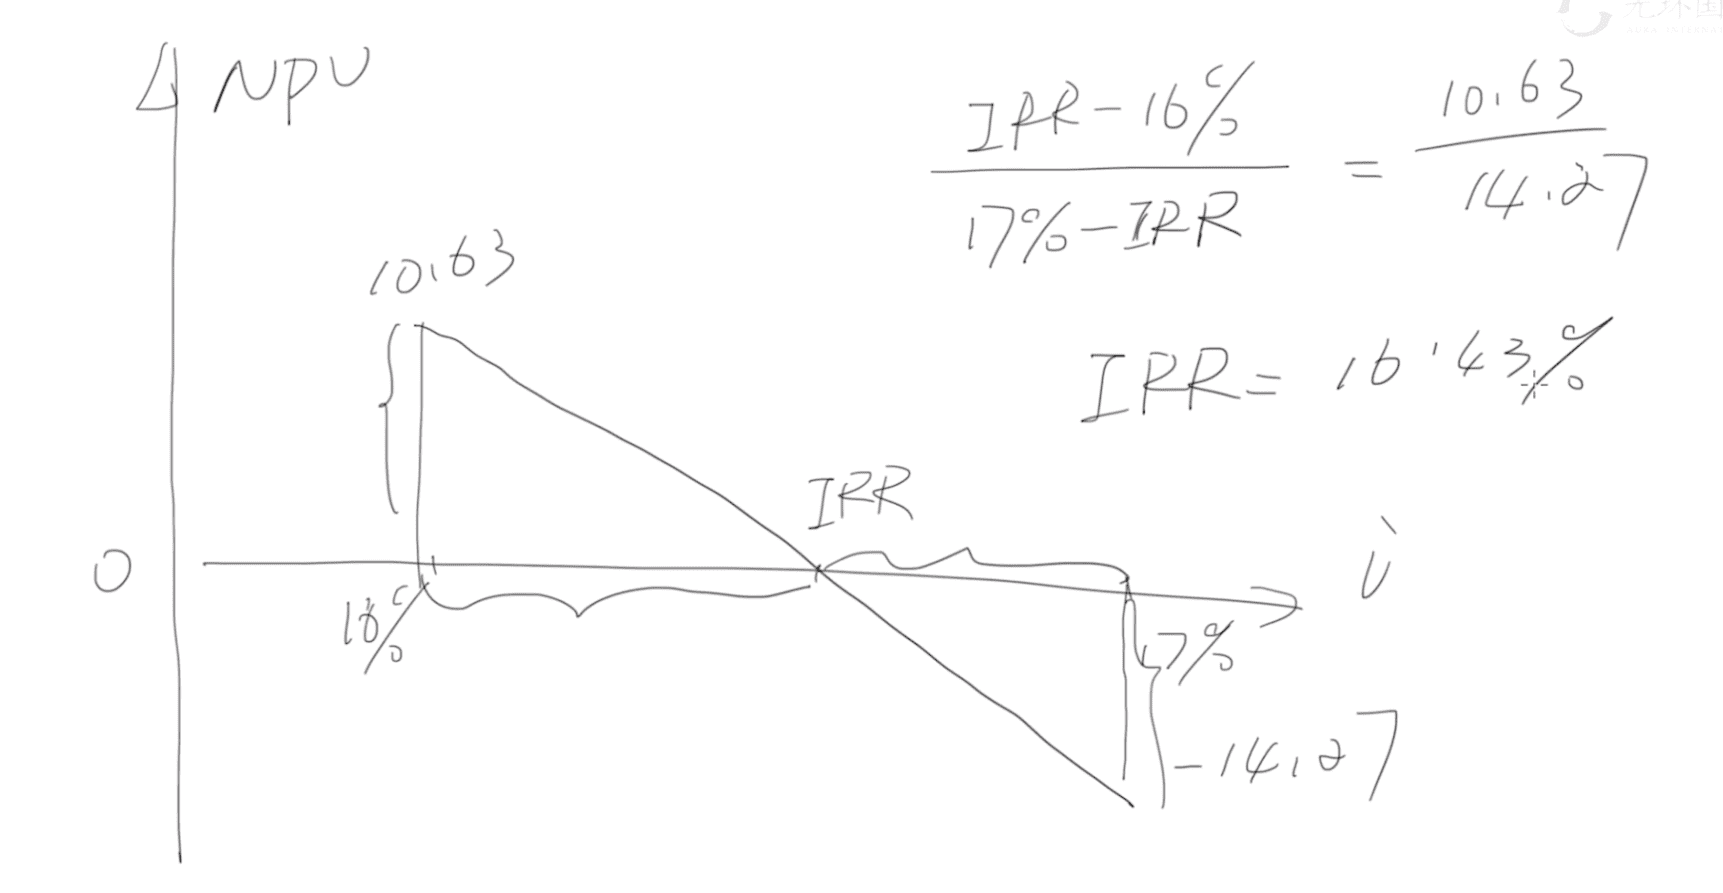 NPV
IRR-16%
17%-IRR
=
10.63
14.27
IRR= 16.43%
10.63
IRR
0
i
16%
17%
-14.27